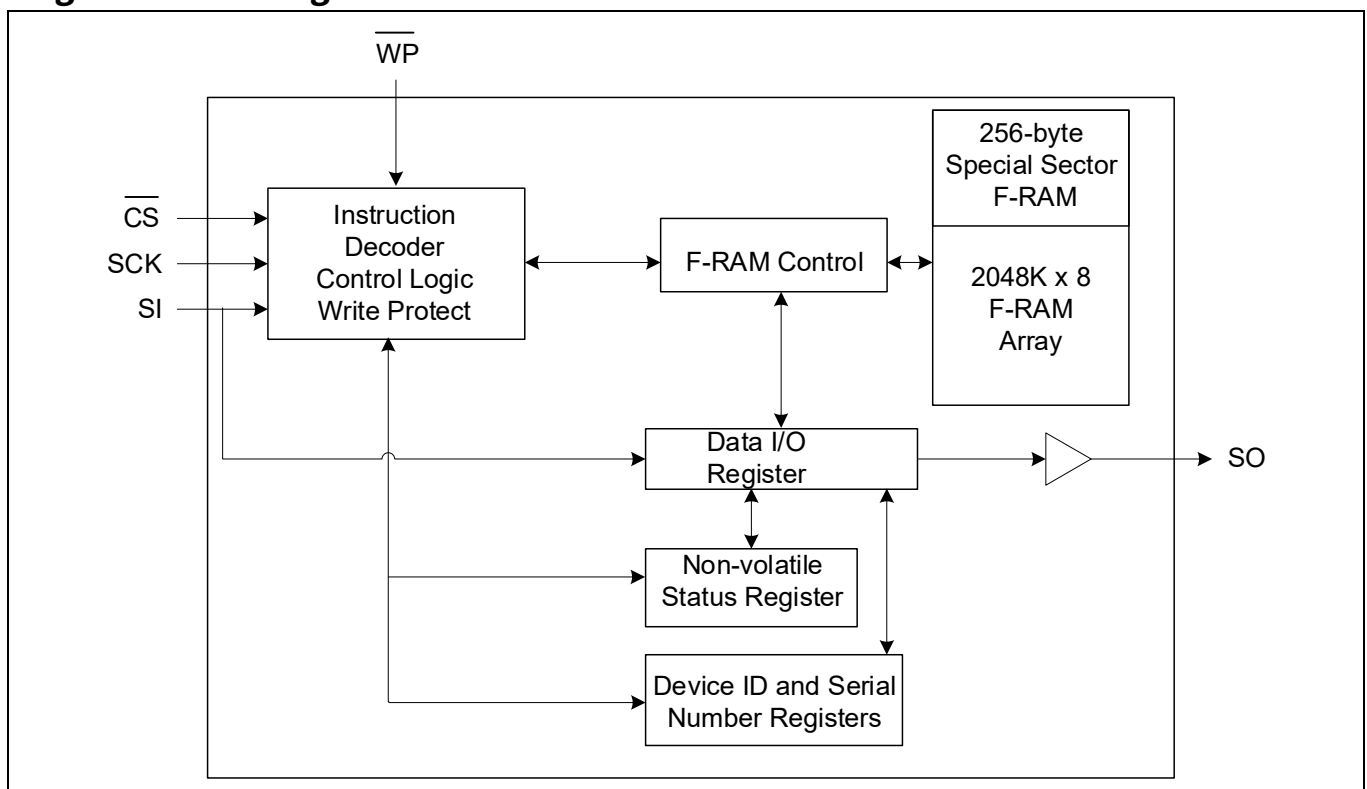 WP
CS
SCK
SI
Instruction
Decoder
Control Logic
Write Protect
F-RAM Control
256-byte
Special Sector
F-RAM
2048K x 8
F-RAM
Array
Data I/O
Register
SO
Non-volatile
Status Register
Device ID and Serial
Number Registers